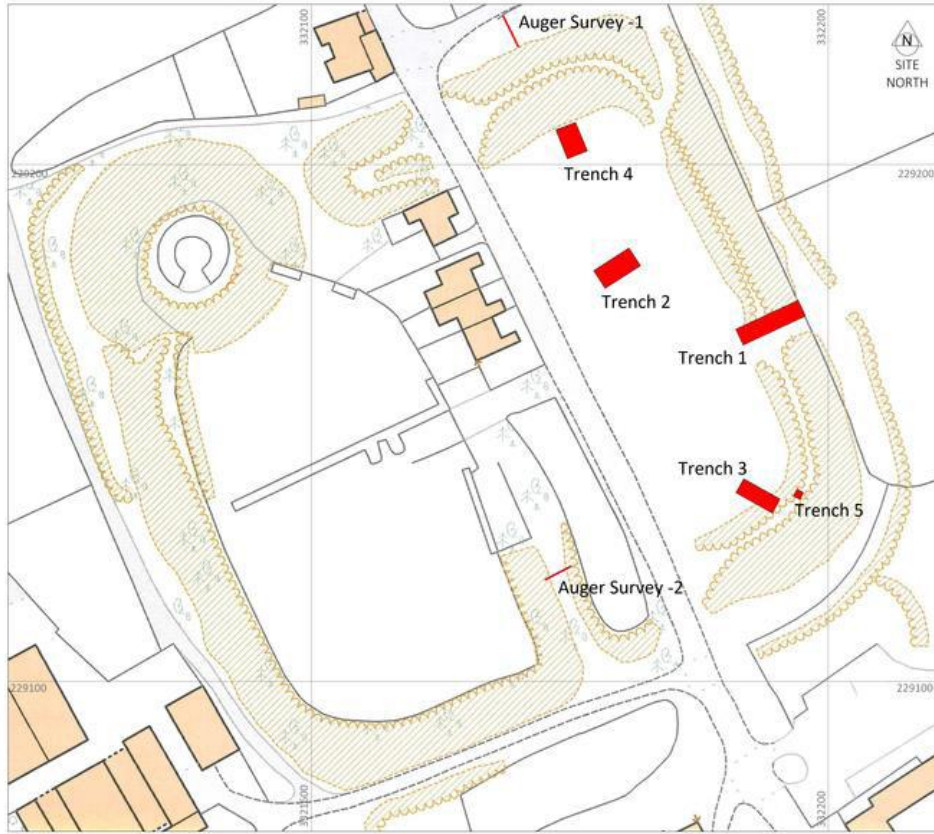 332100
Auger Survey -1
332200
N
SITE
NORTH
229200
229200
Trench 4
Trench 2
Trench 1
Trench 3
Trench 5
Auger Survey -2
229100
229100
332200